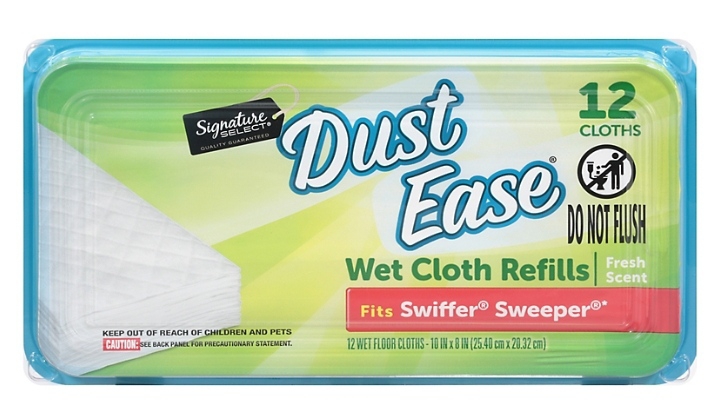 Signature
SELECT®
QUALITY GUARANTEED
Dust
Ease®
12
CLOTHS
DO NOT FLUSH
Wet Cloth Refills
Fresh
Scent
Fits Swiffer® Sweeper®*
KEEP OUT OF REACH OF CHILDREN AND PETS
CAUTION: SEE BACK PANEL FOR PRECAUTIONARY STATEMENT.
12 WET FLOOR CLOTHS - 10 IN x 8 IN (25.40 cm x 20.32 cm)